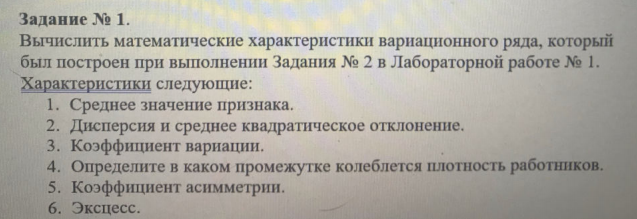 Задание № 1.
Вычислить математические характеристики вариационного ряда, который
был построен при выполнении Задания № 2 в Лабораторной работе № 1.
Характеристики следующие:
1. Среднее значение признака.
2. Дисперсия и среднее квадратическое отклонение.
3. Коэффициент вариации.
4. Определите в каком промежутке колеблется плотность работников.
5. Коэффициент асимметрии.
6. Эксцесс.